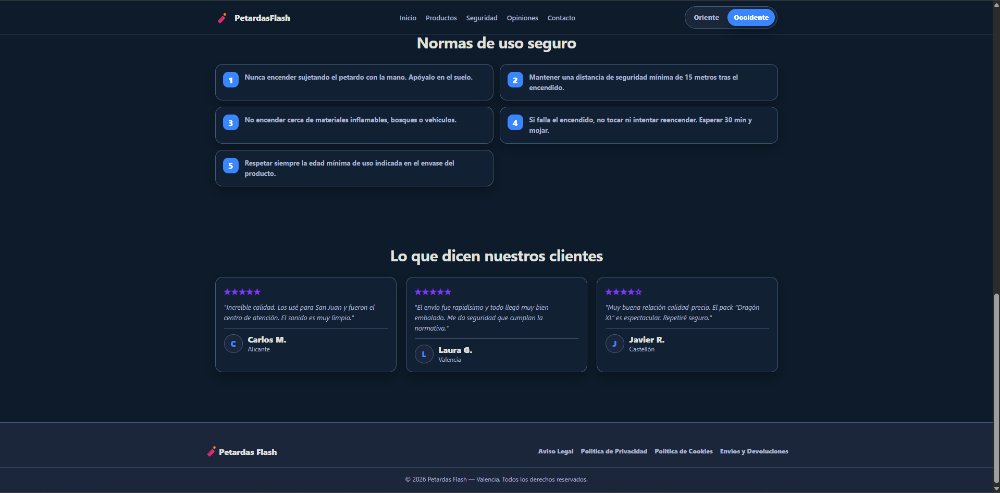 PetardasFlash
Inicio Productos Seguridad Opiniones Contacto
Oriente Occidente
Normas de uso seguro
1 Nunca encender sujetando el petardo con la mano. Apóyalo en el suelo.
2 Mantener una distancia de seguridad mínima de 15 metros tras el
encendido.
3 No encender cerca de materiales inflamables, bosques o vehículos.
4 Si falla el encendido, no tocar ni intentar reencender. Esperar 30 min y
mojar.
5 Respetar siempre la edad mínima de uso indicada en el envase del
producto.
Lo que dicen nuestros clientes
★★★★★
"Increíble calidad. Los usé para San Juan y fueron el
centro de atención. El sonido es muy limpio."
C Carlos M.
Alicante
★★★★★
"El envío fue rapidísimo y todo llegó muy bien
embalado. Me da seguridad que cumplan la
normativa."
L Laura G.
Valencia
★★★★☆
"Muy buena relación calidad-precio. El pack “Dragón
XL” es espectacular. Repetiré seguro."
J Javier R.
Castellón
Petardas Flash
Aviso Legal Política de Privacidad Política de Cookies Envíos y Devoluciones
© 2026 Petardas Flash — Valencia. Todos los derechos reservados.